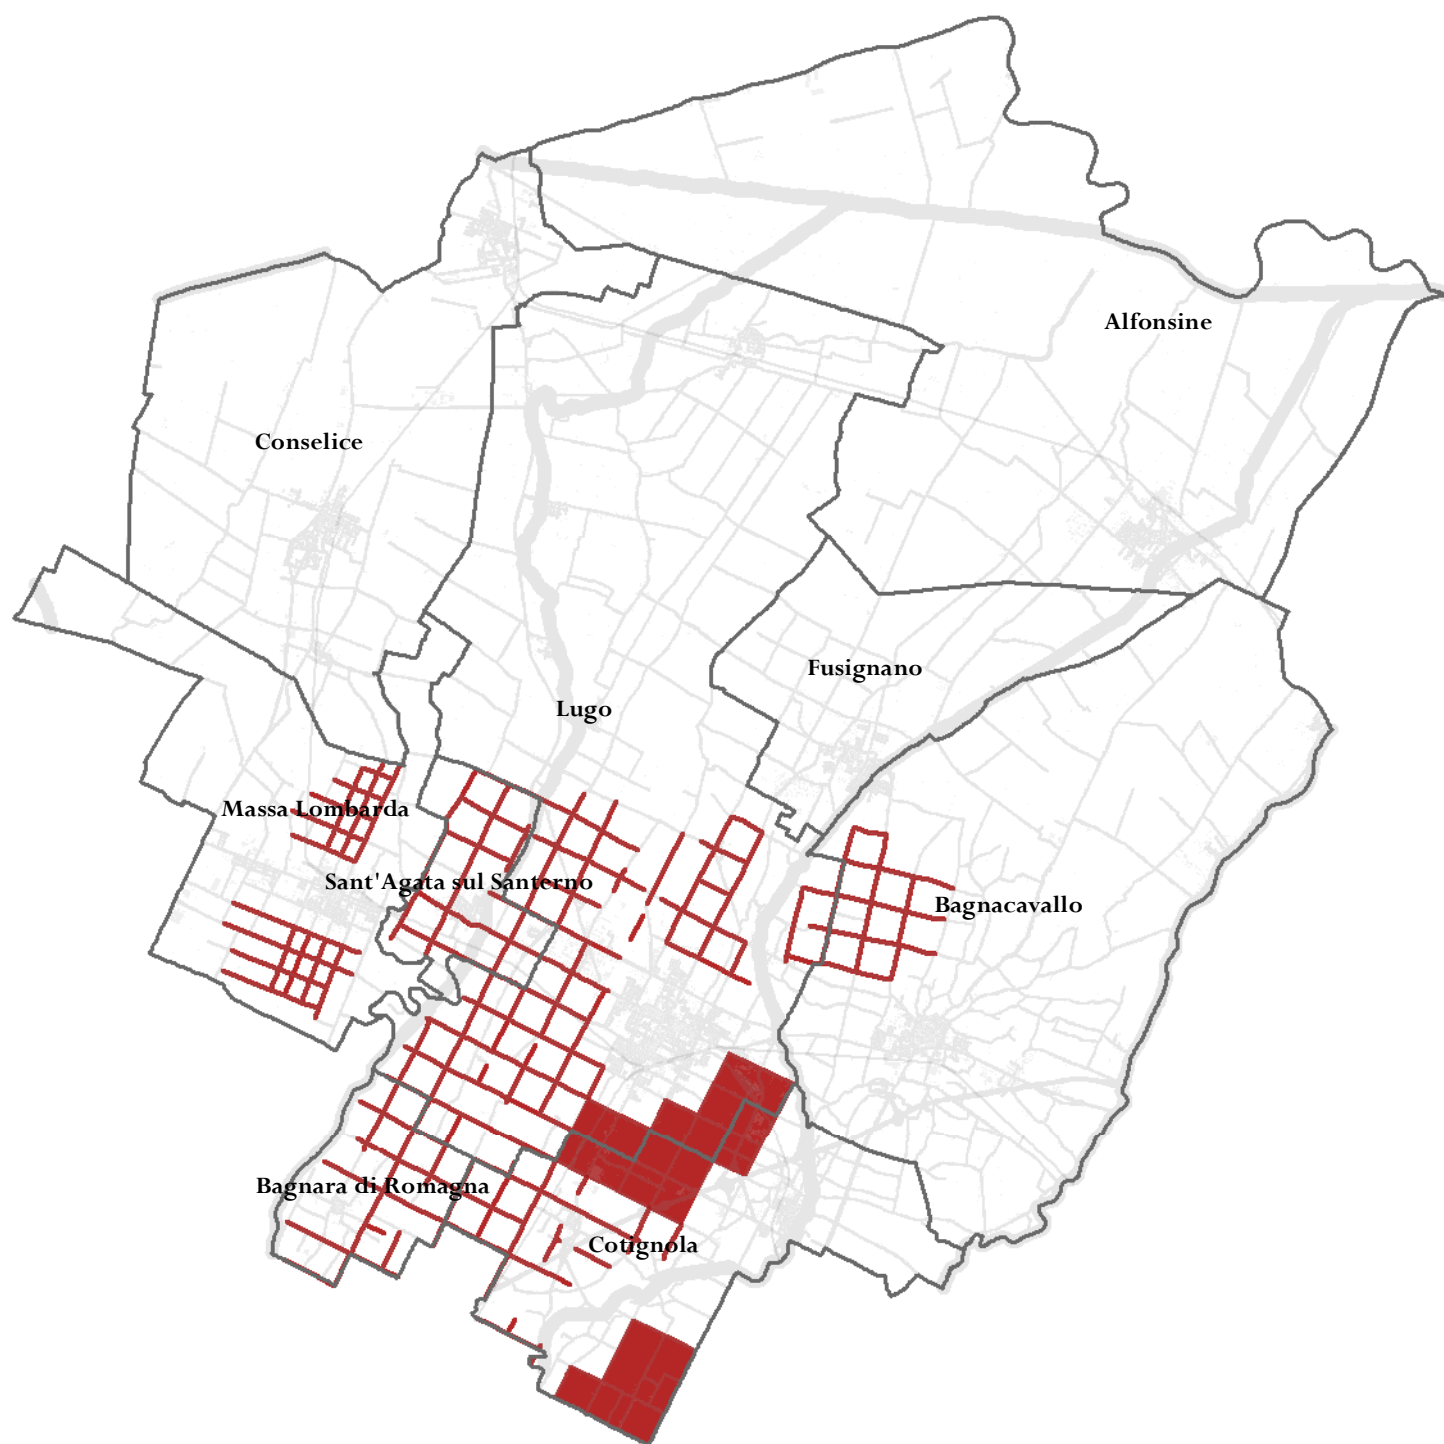 Alfonsine
Conselice
Fusignano
Lugo
Massa Lombarda
Sant'Agata sul Santerno
Bagnacavallo
Bagnara di Romagna
Cotignola